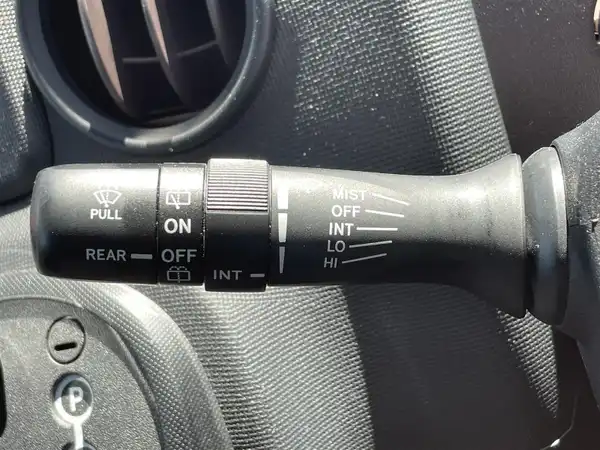 PULL
REAR
ON
OFF
INT
MIST
OFF
INT
LO
HI
P